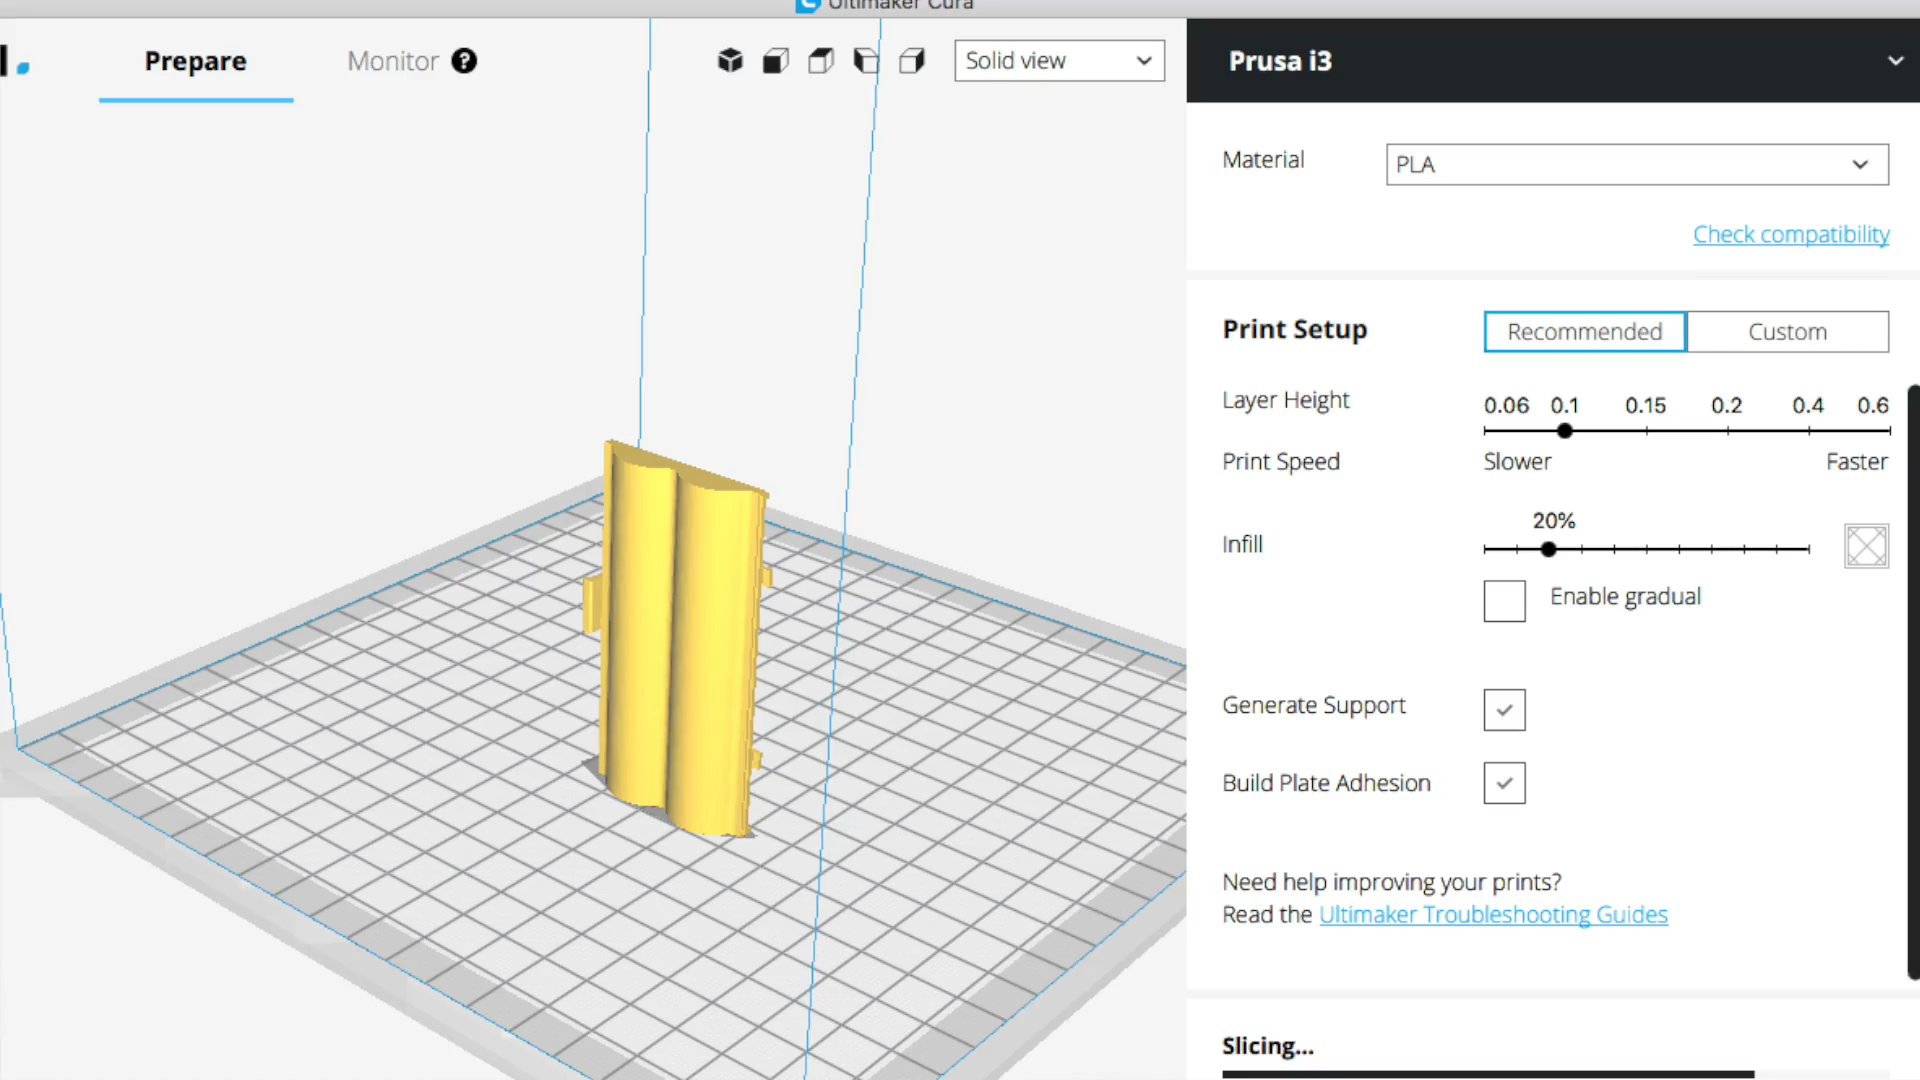 Ultimaker Cura
Prepare
Monitor ?
Solid view
Prusa i3
Material
PLA
Check compatibility
Print Setup
Recommended
Custom
Layer Height
0.06 0.1 0.15 0.2 0.4 0.6
Print Speed
Slower
Faster
20%
Infill
Enable gradual
Generate Support
Build Plate Adhesion
Need help improving your prints?
Read the Ultimaker Troubleshooting Guides
Slicing...